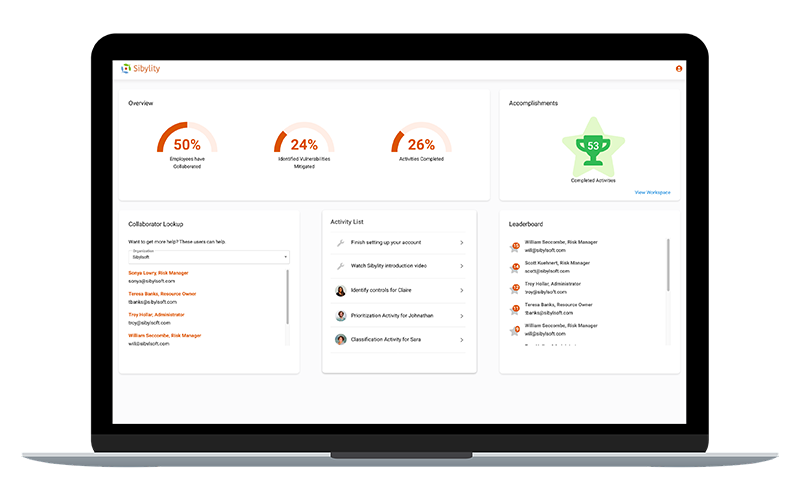 Sibylity
Overview
50%
Employees have
Collaborated
24%
Identified Vulnerabilities
Mitigated
26%
Activities Completed
Accomplishments
53
Completed Activities
View Workspace
Collaborator Lookup
Want to get more help? These users can help.
Organization
Sibylsoft
Sonya Lowry, Risk Manager
sonya@sibylsoft.com
Teresa Banks, Resource Owner
tbanks@sibylsoft.com
Troy Hollar, Administrator
troy@sibylsoft.com
William Seccombe, Risk Manager
will@sibylsoft.com
Activity List
Finish setting up your account
Watch Sibylity introduction video
Identify controls for Claire
Prioritization Activity for Johnathan
Classification Activity for Sara
Leaderboard
15
William Seccombe, Risk Manager
will@sibylsoft.com
14
Scott Kuehnert, Risk Manager
scott@sibylsoft.com
12
Troy Hollar, Administrator
troy@sibylsoft.com
11
Teresa Banks, Resource Owner
tbanks@sibylsoft.com
William Seccombe, Risk Manager
will@sibylsoft.com